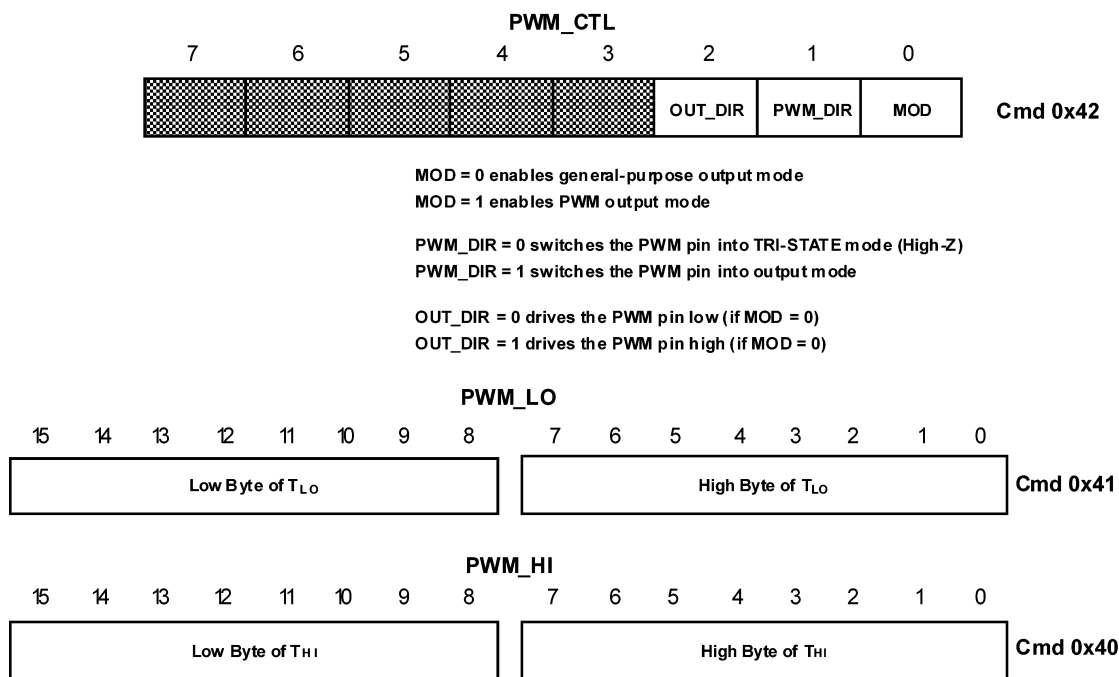 PWM_CTL
7 6 5 4 3 2 1 0
OUT_DIR PWM_DIR MOD Cmd 0x42
MOD = 0 enables general-purpose output mode
MOD = 1 enables PWM output mode
PWM_DIR = 0 switches the PWM pin into TRI-STATE mode (High-Z)
PWM_DIR = 1 switches the PWM pin into output mode
OUT_DIR = 0 drives the PWM pin low (if MOD = 0)
OUT_DIR = 1 drives the PWM pin high (if MOD = 0)
PWM_LO
15 14 13 12 11 10 9 8 7 6 5 4 3 2 1 0
Low Byte of TLO High Byte of TLO Cmd 0x41
PWM_HI
15 14 13 12 11 10 9 8 7 6 5 4 3 2 1 0
Low Byte of THI High Byte of THI Cmd 0x40